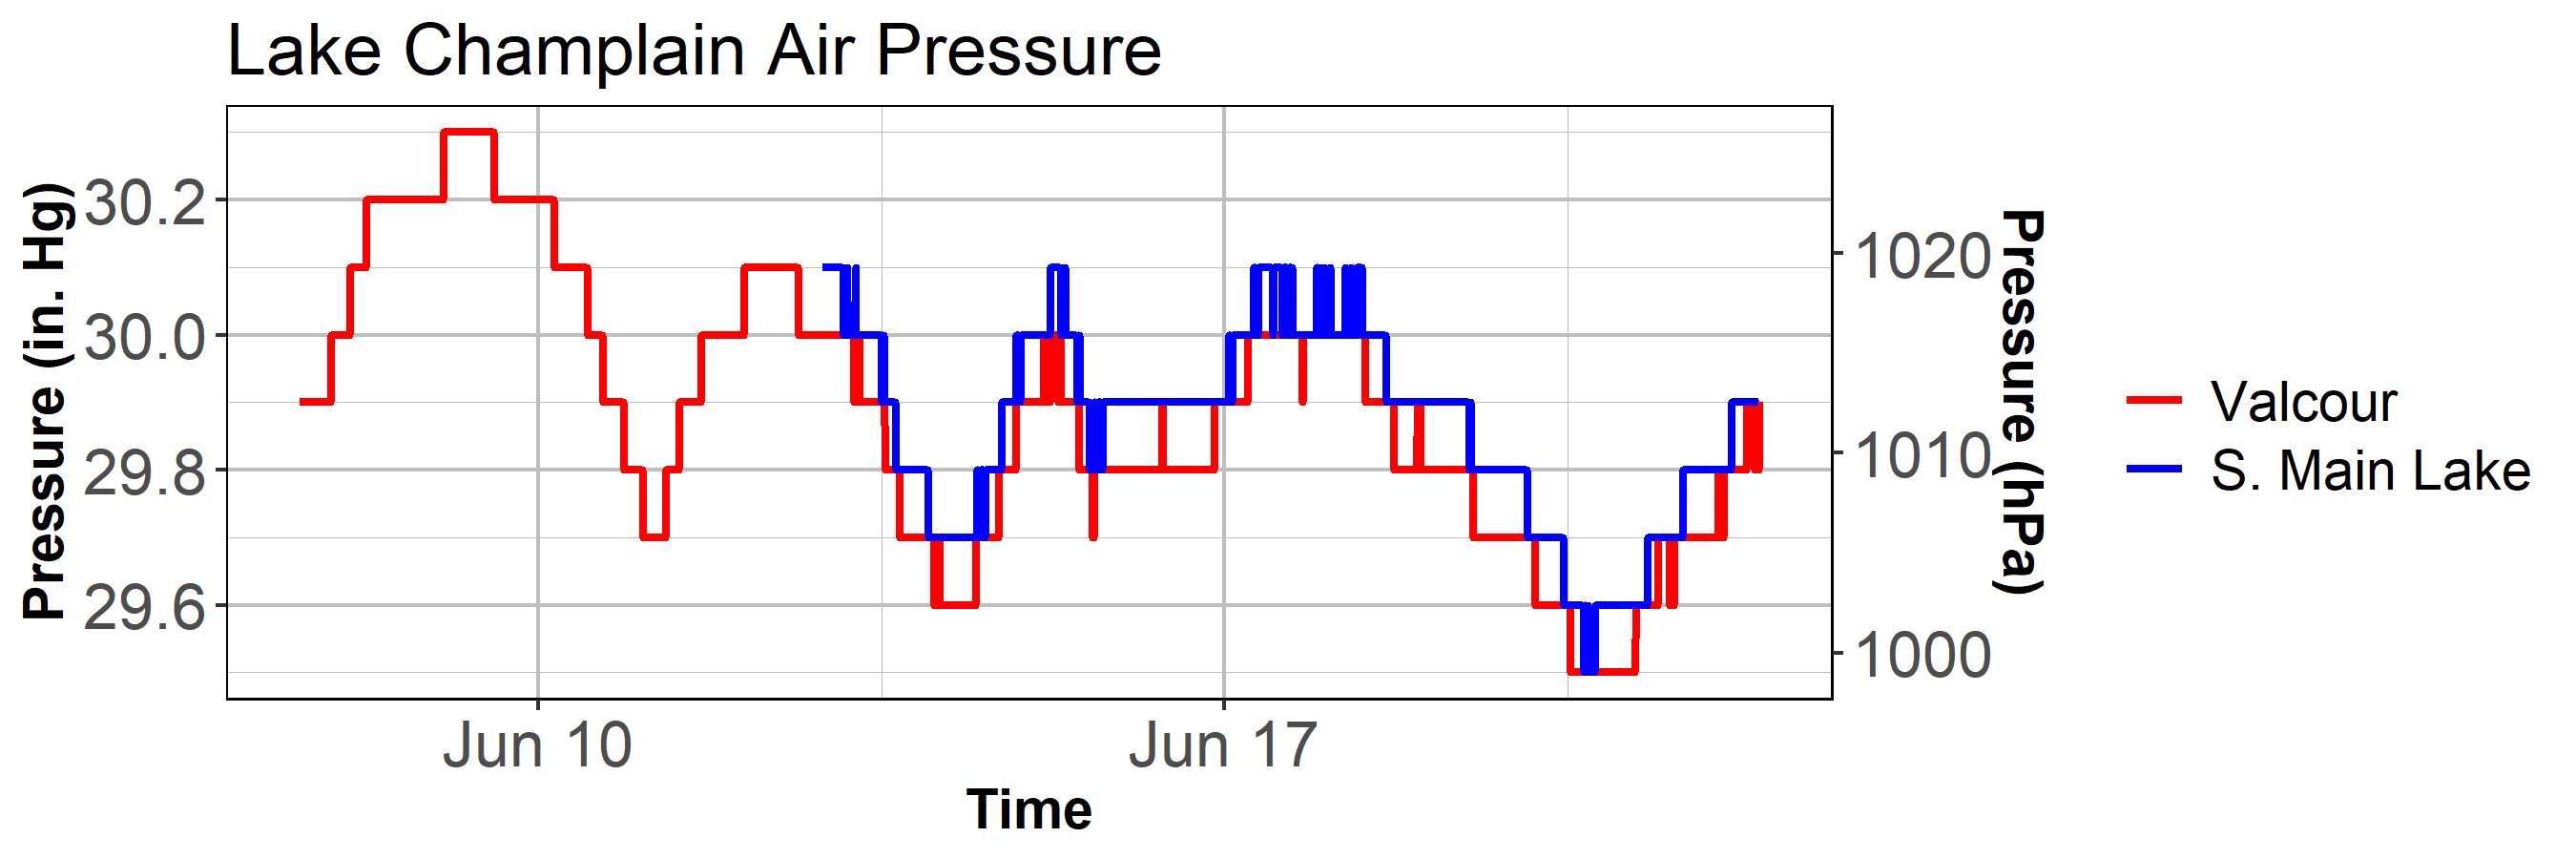 Lake Champlain Air Pressure
Pressure (in. Hg)
30.2
30.0
29.8
29.6
1020
1010
1000
Pressure (hPa)
Jun 10
Jun 17
Time
Valcour
S. Main Lake